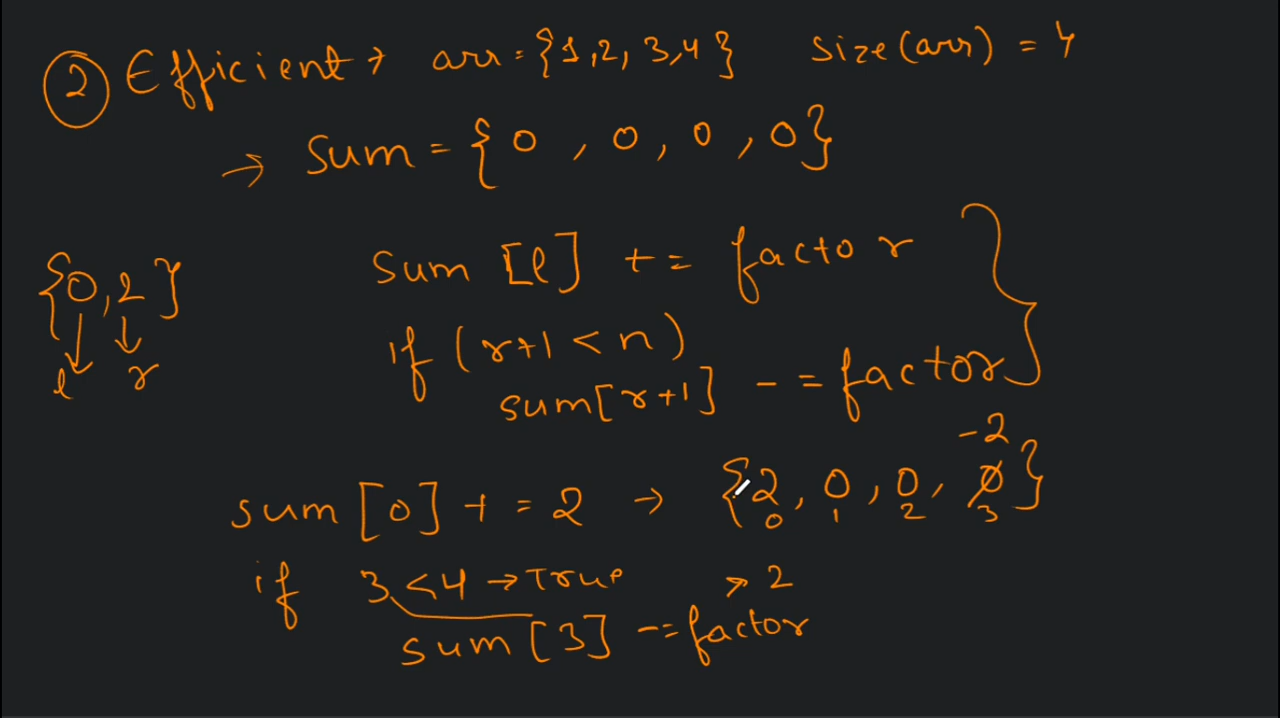 ② Efficient → arr = {1,2,3,4} size(arr) = 4
→ Sum = {0, 0, 0, 0}
{0,2}
l r
Sum [l] += factor
if (r+1 < n)
sum[r+1] -= factor
-2
sum [0] += 2 → {2, 0, 0, 0}
0 1 2 3
if 3<4 → True → 2
sum [3] -= factor